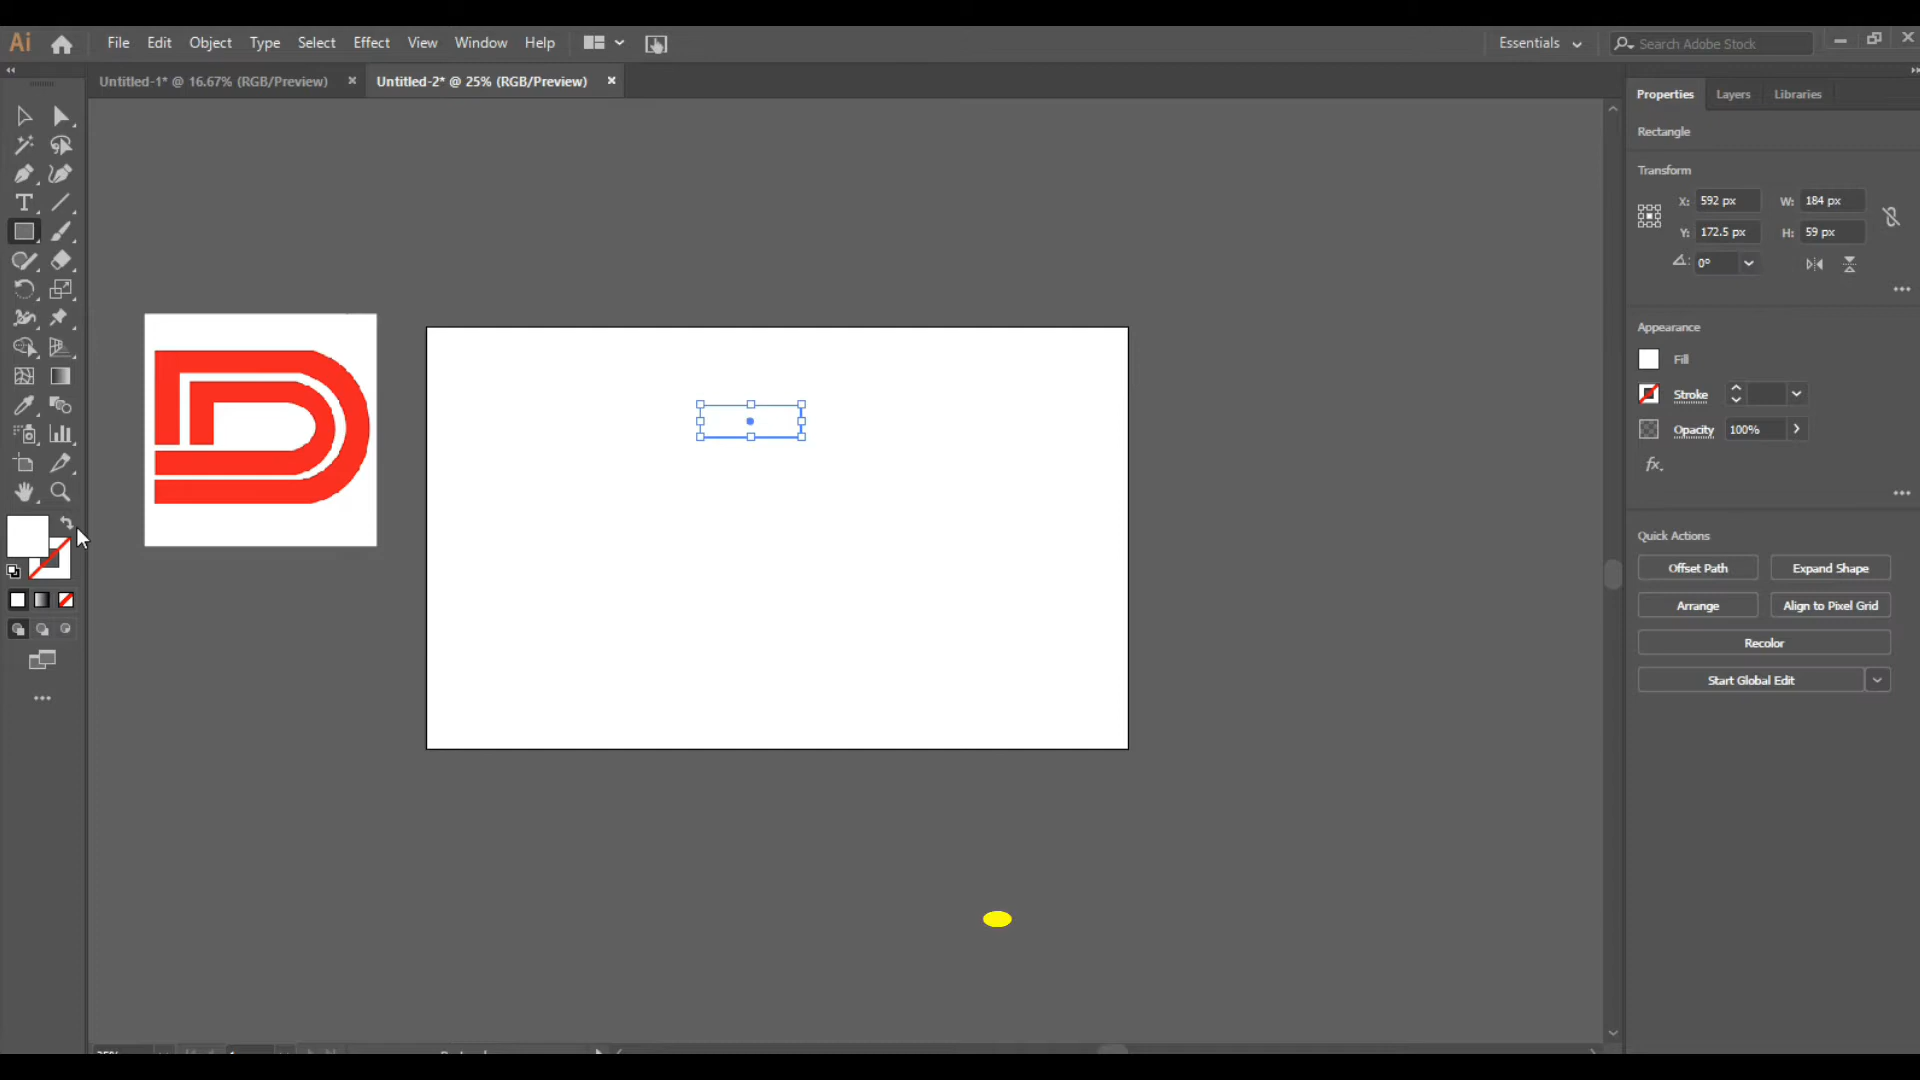 Ai File Edit Object Type Select Effect View Window Help Essentials Search Adobe Stock
Untitled-1* @ 16.67% (RGB/Preview) × Untitled-2* @ 25% (RGB/Preview) ×
Properties Layers Libraries
Rectangle
Transform
X: 592 px W: 184 px
Y: 172.5 px H: 59 px
0°
Appearance
Fill
Stroke
Opacity 100%
fx.
Quick Actions
Offset Path Expand Shape
Arrange Align to Pixel Grid
Recolor
Start Global Edit